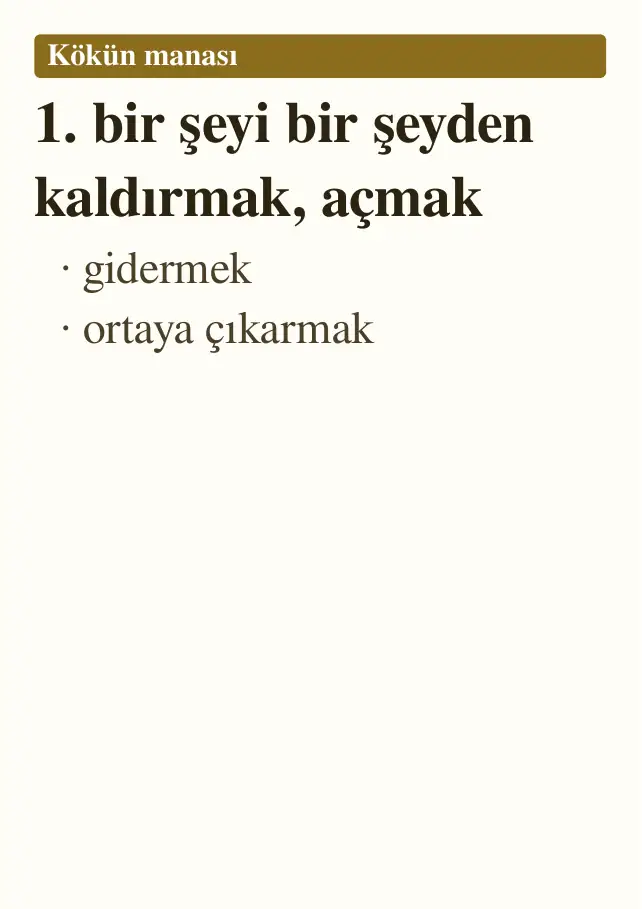 Kökün manası
1. bir şeyi bir şeyden
kaldırmak, açmak
· gidermek
· ortaya çıkarmak